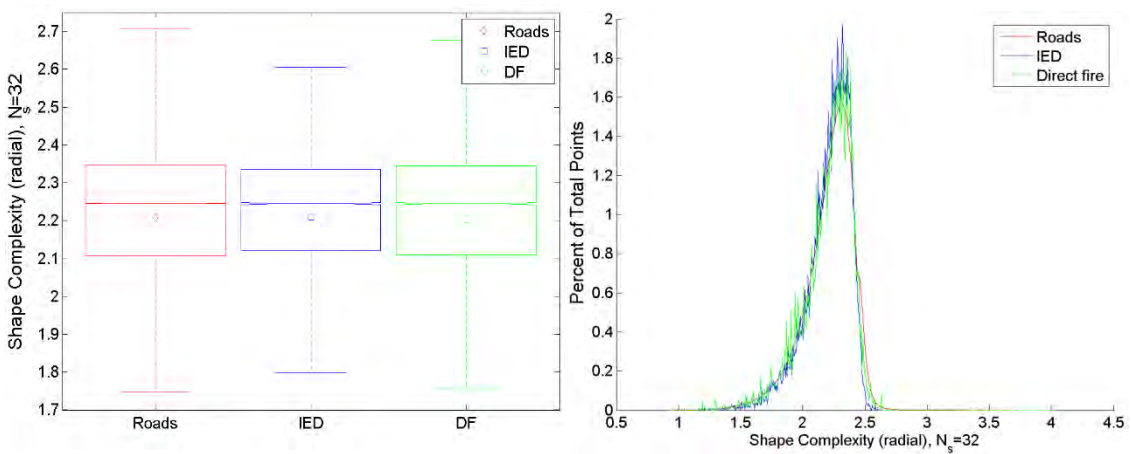 Shape Complexity (radial), N_s=32
2.7
2.6
2.5
2.4
2.3
2.2
2.1
2
1.9
1.8
1.7
Roads
IED
DF
Roads IED DF
Percent of Total Points
2
1.8
1.6
1.4
1.2
1
0.8
0.6
0.4
0.2
0
Roads
IED
Direct fire
0.5 1 1.5 2 2.5 3 3.5 4 4.5
Shape Complexity (radial), N_s=32